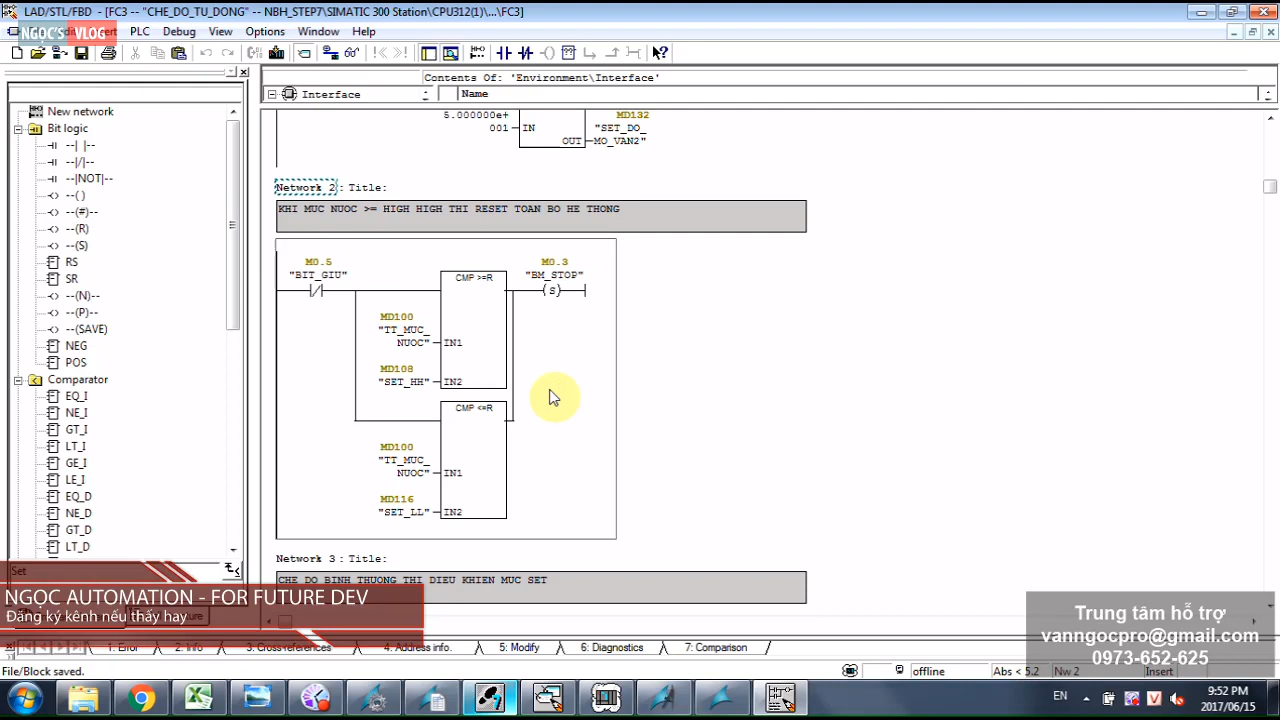 LAD/STL/FBD - [FC3 -- "CHE_DO_TU_DONG" -- NBH_STEP7\SIMATIC 300 Station\CPU312(1)\...\FC3]
NGỌC'S VLOG
PLC Debug View Options Window Help
Contents Of: 'Environment\Interface'
Interface
Name
New network
Bit logic
--| |--
--|/|--
--|NOT|--
--( )
--(#)--
--(R)
--(S)
RS
SR
--(N)--
--(P)--
--(SAVE)
NEG
POS
Comparator
EQ_I
NE_I
GT_I
LT_I
GE_I
LE_I
EQ_D
NE_D
GT_D
LT_D
Set
5.000000e+
001
IN
OUT
MD132
"SET_DO_
MO_VAN2"
Network 2 : Title:
KHI MUC NUOC >= HIGH HIGH THI RESET TOAN BO HE THONG
M0.5
"BIT_GIU"
CMP >=R
M0.3
"BM_STOP"
(S)
MD100
"TT_MUC_
NUOC"
IN1
MD108
"SET_HH"
IN2
CMP <=R
MD100
"TT_MUC_
NUOC"
IN1
MD116
"SET_LL"
IN2
Network 3 : Title:
CHE DO BINH THUONG THI DIEU KHIEN MUC SET
NGỌC AUTOMATION - FOR FUTURE DEV
Đăng ký kênh nếu thấy hay
Trung tâm hỗ trợ
vanngocpro@gmail.com
0973-652-625
1: Error
2: Info
3: Cross-references
4: Address info.
5: Modify
6: Diagnostics
7: Comparison
File/Block saved.
offline
Abs < 5.2
Nw 2
Insert
EN
9:52 PM
2017/06/15